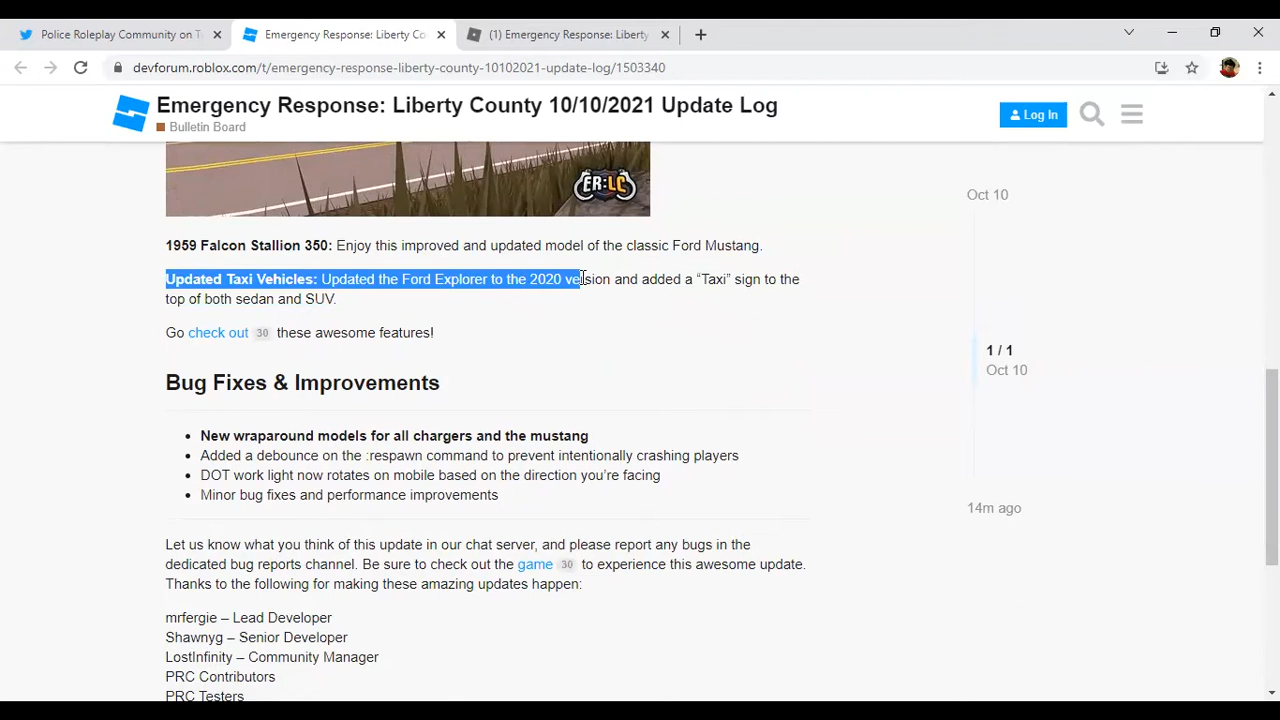 Police Roleplay Community on T
Emergency Response: Liberty Co
(1) Emergency Response: Liberty
devforum.roblox.com/t/emergency-response-liberty-county-10102021-update-log/1503340
Emergency Response: Liberty County 10/10/2021 Update Log
Bulletin Board
Log In
ER:LC
Oct 10
1959 Falcon Stallion 350: Enjoy this improved and updated model of the classic Ford Mustang.
Updated Taxi Vehicles: Updated the Ford Explorer to the 2020 version and added a “Taxi” sign to the
top of both sedan and SUV.
Go check out 30 these awesome features!
1 / 1
Oct 10
Bug Fixes & Improvements
New wraparound models for all chargers and the mustang
Added a debounce on the :respawn command to prevent intentionally crashing players
DOT work light now rotates on mobile based on the direction you’re facing
Minor bug fixes and performance improvements
14m ago
Let us know what you think of this update in our chat server, and please report any bugs in the
dedicated bug reports channel. Be sure to check out the game 30 to experience this awesome update.
Thanks to the following for making these amazing updates happen:
mrfergie – Lead Developer
Shawnyg – Senior Developer
LostInfinity – Community Manager
PRC Contributors
PRC Testers